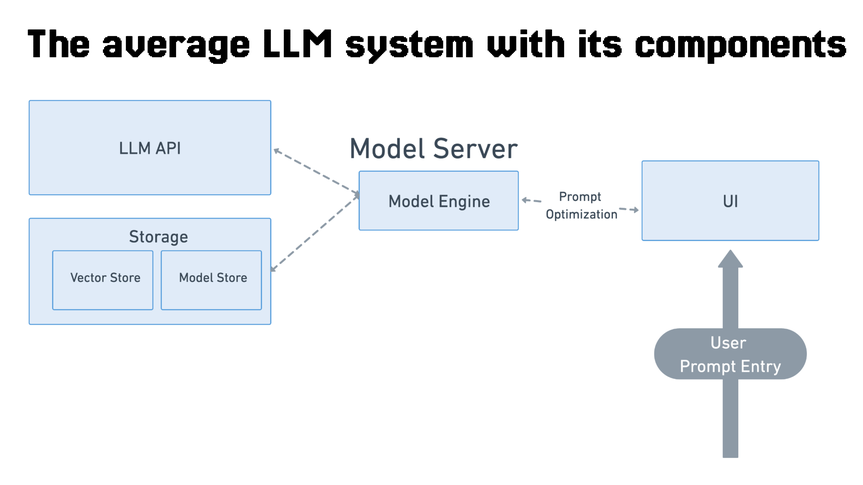 The average LLM system with its components
LLM API
Model Server
Model Engine
Prompt
Optimization
UI
Storage
Vector Store
Model Store
User
Prompt Entry